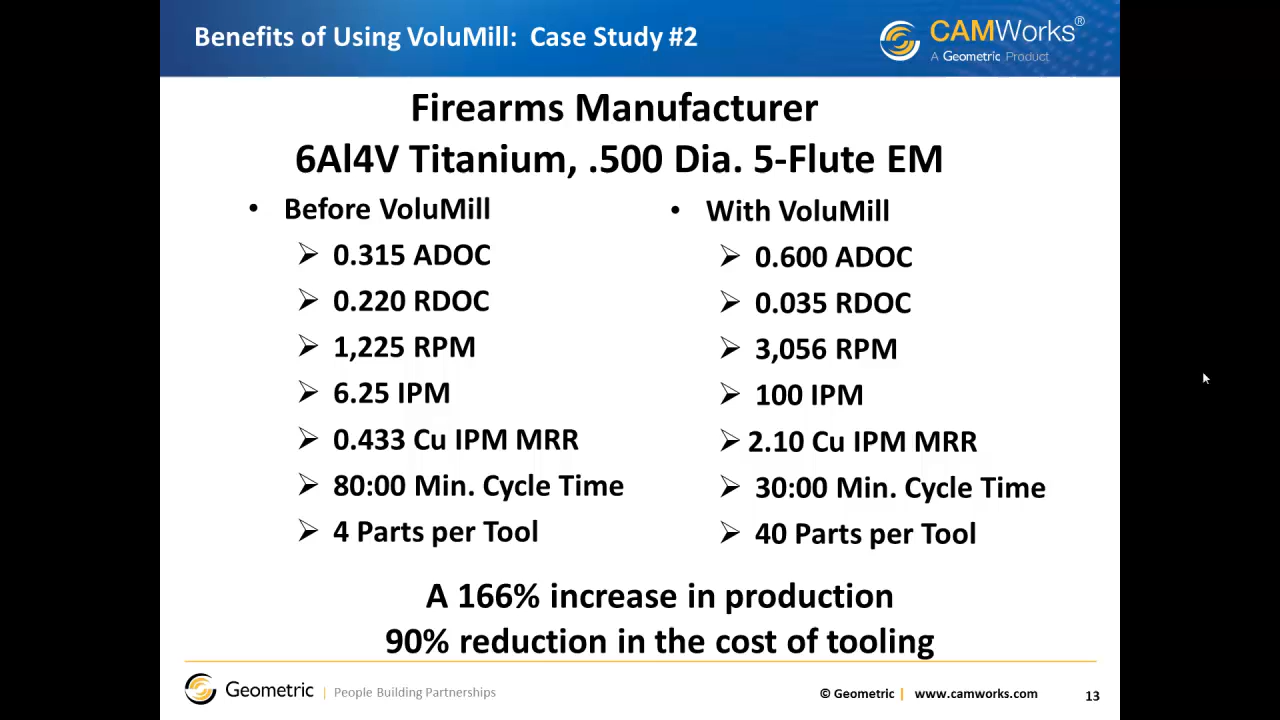 Benefits of Using VoluMill: Case Study #2
CAMWorks®
A Geometric Product
Firearms Manufacturer
6Al4V Titanium, .500 Dia. 5-Flute EM
• Before VoluMill
➢ 0.315 ADOC
➢ 0.220 RDOC
➢ 1,225 RPM
➢ 6.25 IPM
➢ 0.433 Cu IPM MRR
➢ 80:00 Min. Cycle Time
➢ 4 Parts per Tool
• With VoluMill
➢ 0.600 ADOC
➢ 0.035 RDOC
➢ 3,056 RPM
➢ 100 IPM
➢ 2.10 Cu IPM MRR
➢ 30:00 Min. Cycle Time
➢ 40 Parts per Tool
A 166% increase in production
90% reduction in the cost of tooling
Geometric | People Building Partnerships
© Geometric | www.camworks.com 13